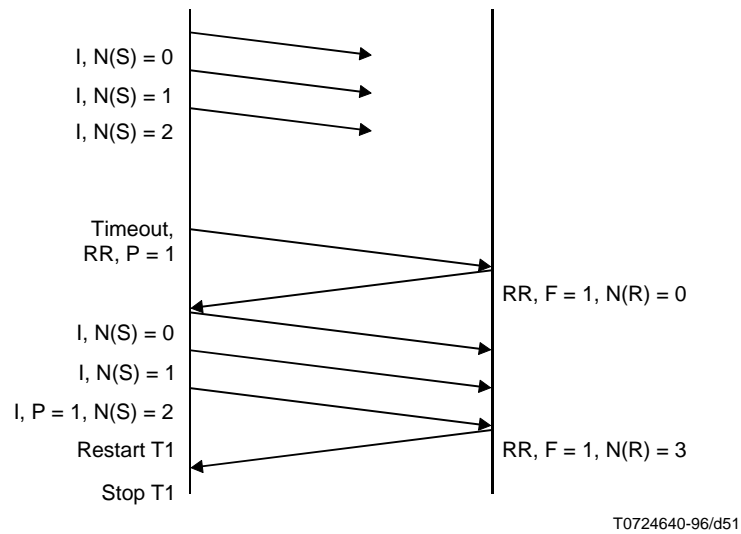 I, N(S) = 0
I, N(S) = 1
I, N(S) = 2
Timeout,
RR, P = 1
RR, F = 1, N(R) = 0
I, N(S) = 0
I, N(S) = 1
I, P = 1, N(S) = 2
Restart T1
RR, F = 1, N(R) = 3
Stop T1
T0724640-96/d51